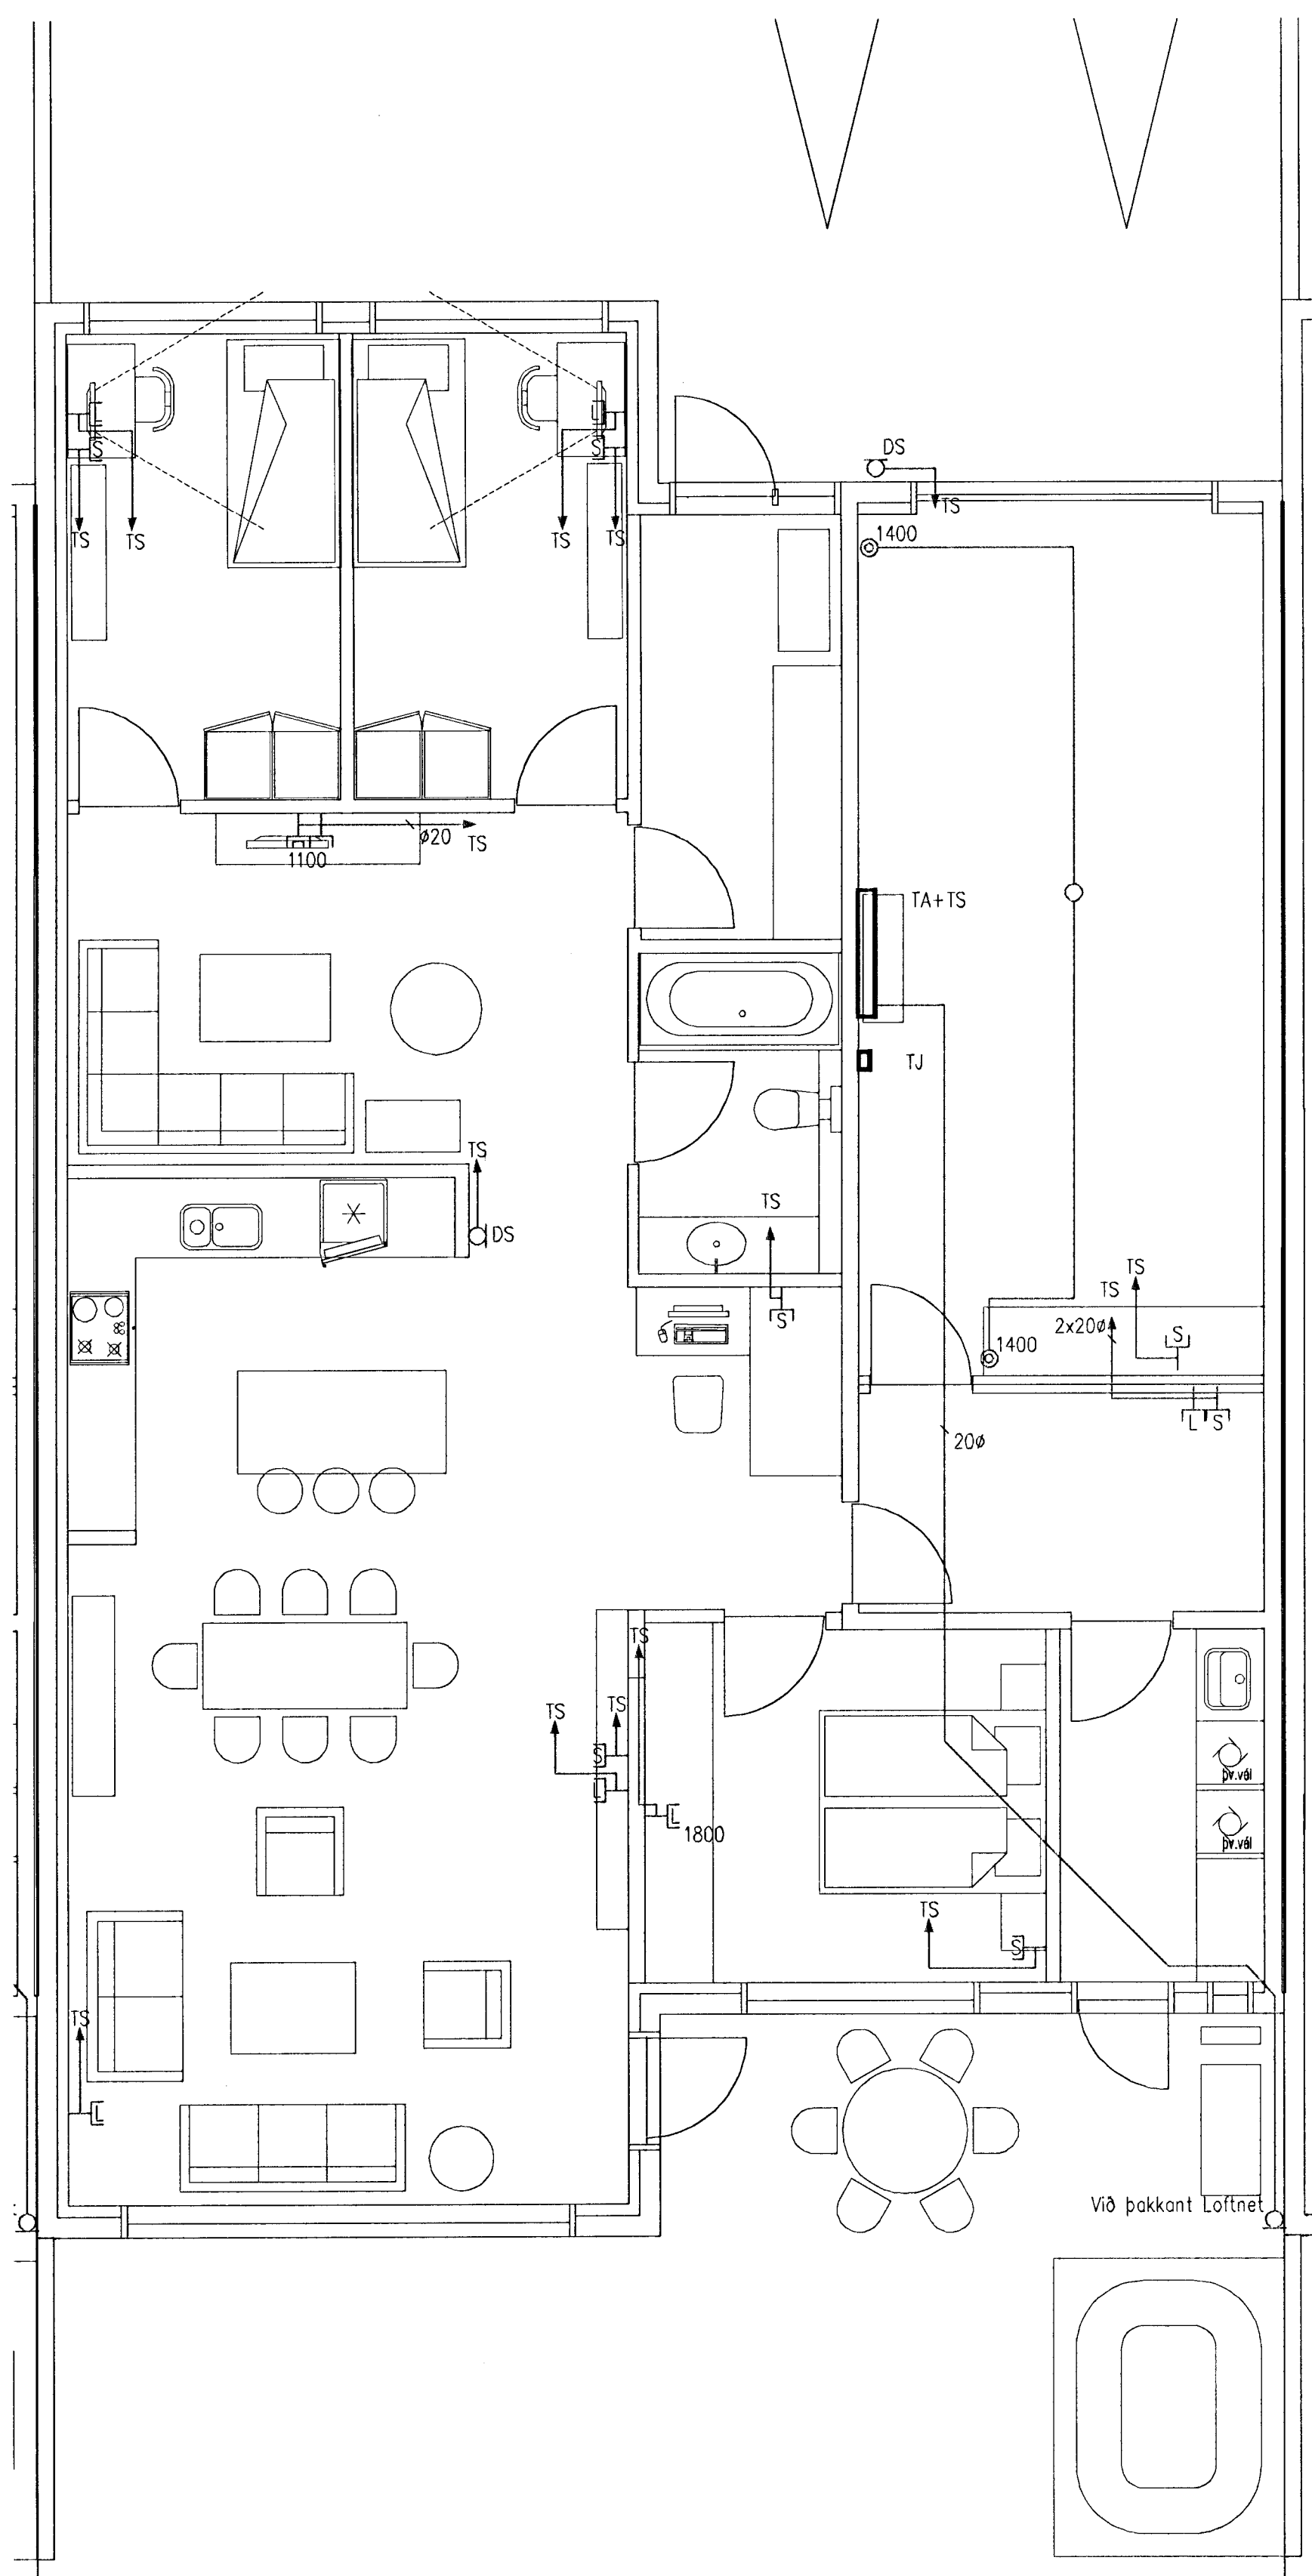 DS
TS
1400
L
L
S
S
TS
TS
TS
TS
ø20
TS
1100
TA+TS
TJ
TS
DS
TS
S
TS
TS
2x20ø
S
1400
L
S
20ø
TS
TS
TS
S
L
L
1800
þv.vél
þv.vél
TS
S
TS
L
Við þakkant Loftnet